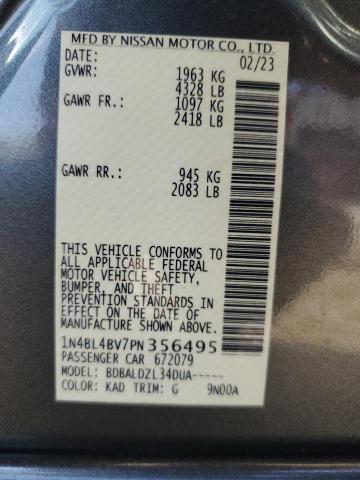 MFD BY NISSAN MOTOR CO., LTD.
DATE: 02/23
GVWR: 1963 KG
4328 LB
GAWR FR.: 1097 KG
2418 LB
GAWR RR.: 945 KG
2083 LB
THIS VEHICLE CONFORMS TO
ALL APPLICABLE FEDERAL
MOTOR VEHICLE SAFETY,
BUMPER, AND THEFT
PREVENTION STANDARDS IN
EFFECT ON THE DATE OF
MANUFACTURE SHOWN ABOVE.
1N4BL4BV7PN356495
PASSENGER CAR 672079
MODEL: BDBALDZL34DUA-----
COLOR: KAD TRIM: G 9N00A